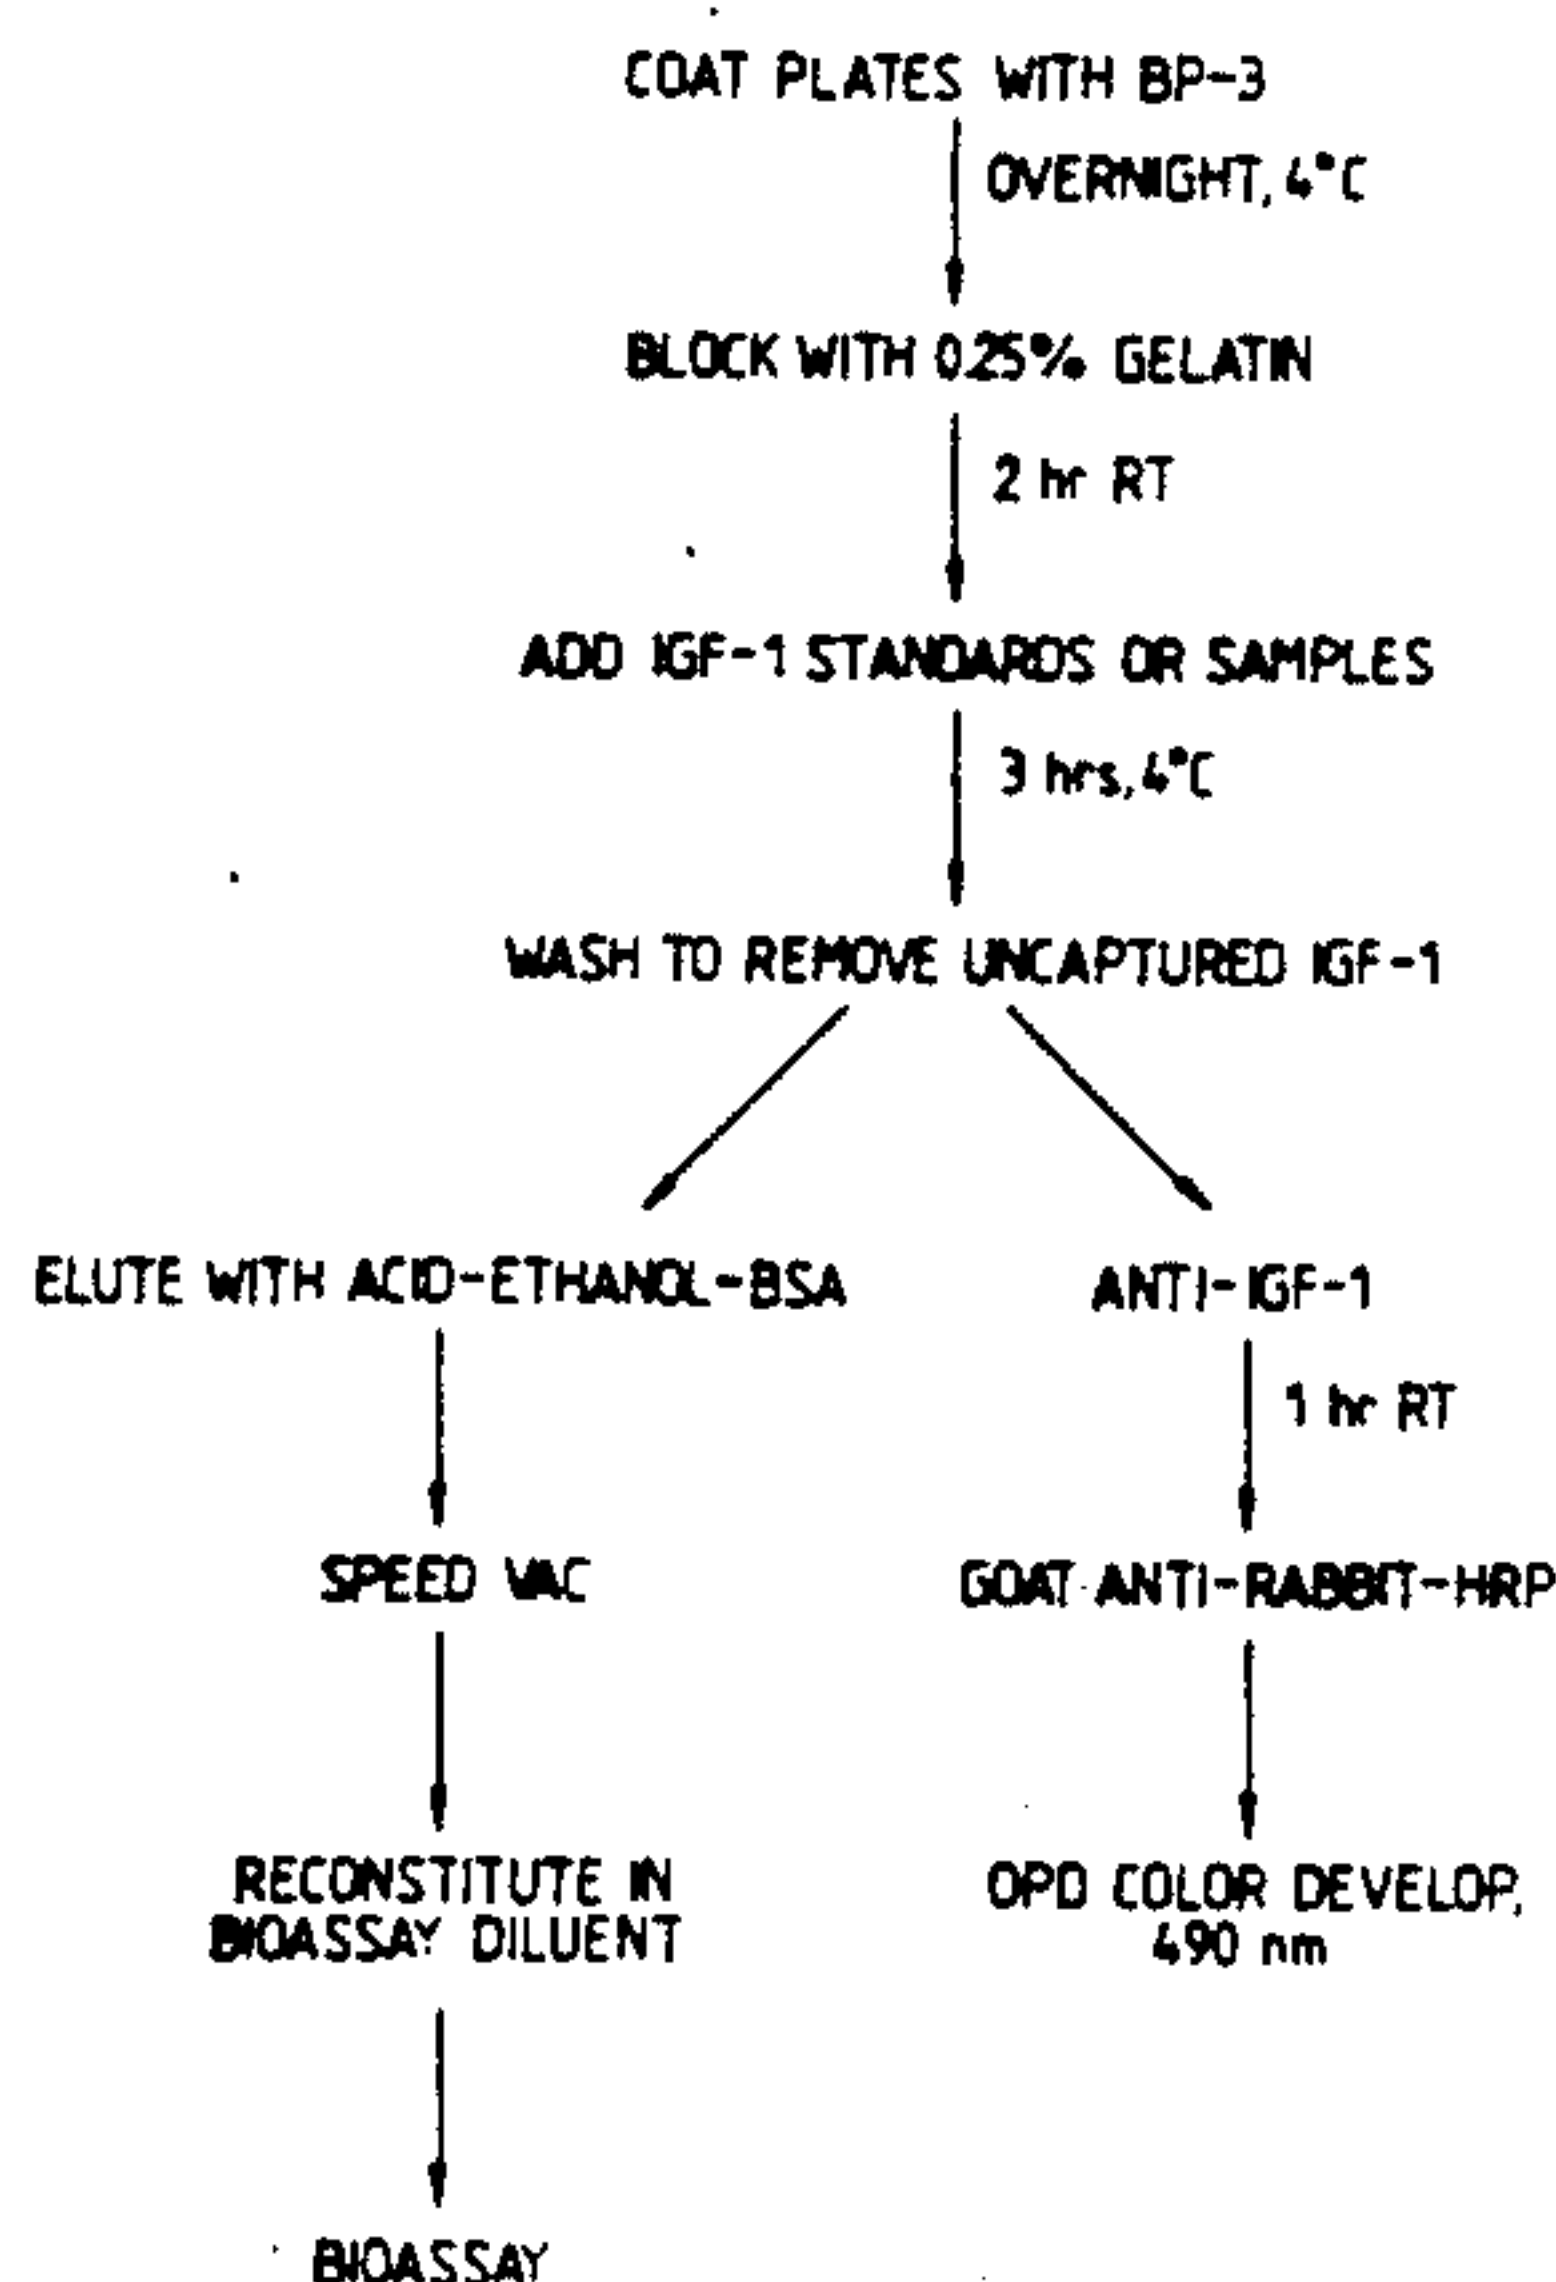 COAT PLATES WITH BP-3
OVERNIGHT, 4°C
BLOCK WITH 0.25% GELATIN
2 hr RT
ADD IGF-1 STANDARDS OR SAMPLES
3 hrs, 4°C
WASH TO REMOVE UNCAPTURED IGF-1
ELUTE WITH ACID-ETHANOL-BSA
SPEED VAC
RECONSTITUTE IN
BIOASSAY DILUENT
BIOASSAY
ANTI-IGF-1
1 hr RT
GOAT ANTI-RABBIT-HRP
OPD COLOR DEVELOP,
490 nm